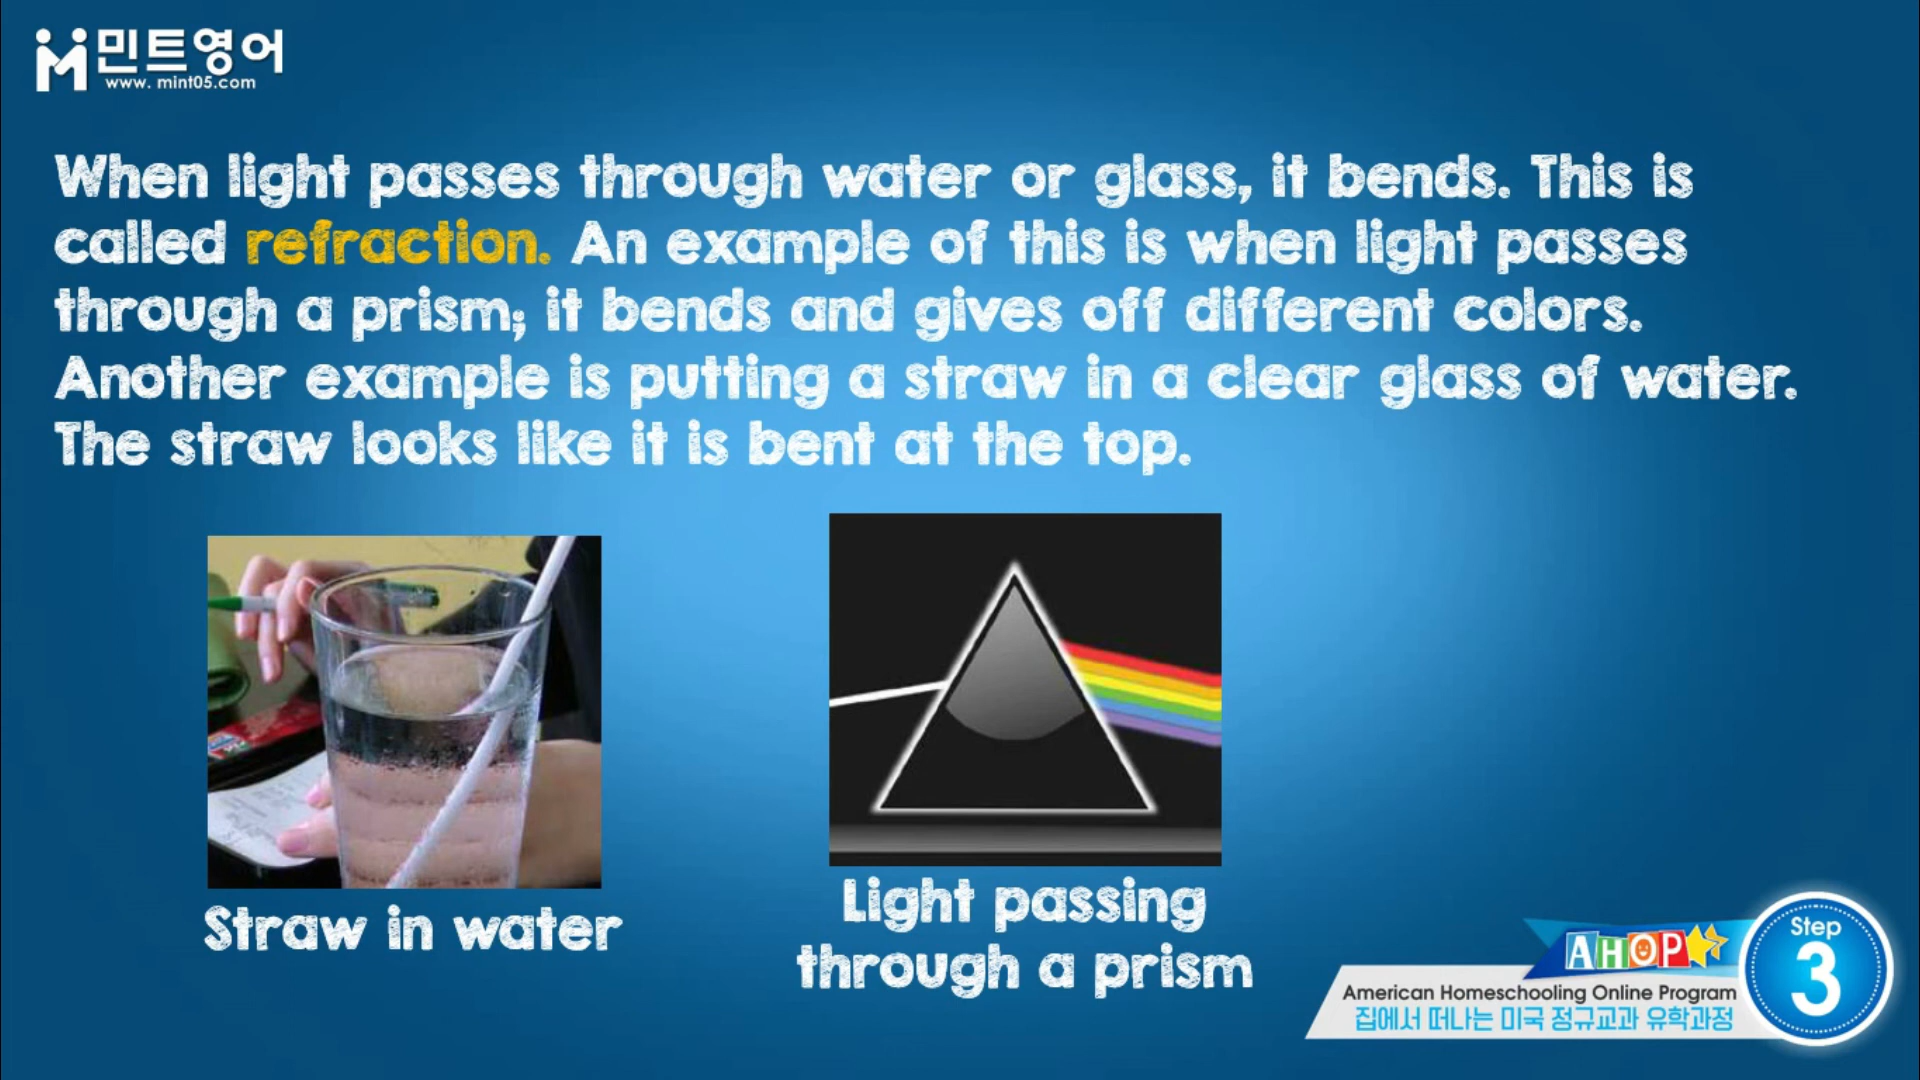 민트영어
www. mint05.com
When light passes through water or glass, it bends. This is
called refraction. An example of this is when light passes
through a prism; it bends and gives off different colors.
Another example is putting a straw in a clear glass of water.
The straw looks like it is bent at the top.
Straw in water
Light passing
through a prism
AHOP
American Homeschooling Online Program
집에서 떠나는 미국 정규교과 유학과정
Step
3